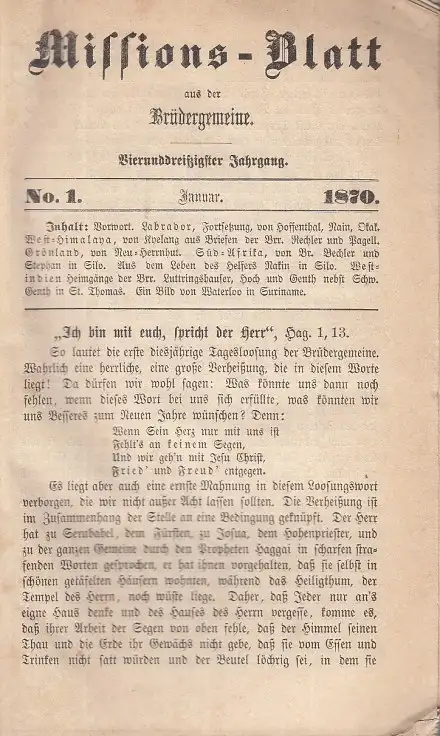 Missions-Blatt
aus der
Brüdergemeine.
Vierunddreißigster Jahrgang.
No. 1. Januar. 1870.
Inhalt: Vorwort. Labrador, Fortsetzung, von Hoffenthal, Nain, Okak.
West-Himalaya, von Kyelang aus Briefen der Brr. Rechler und Pagell.
Grönland, von Neu-Herrnhut. Süd-Afrika, von Br. Bechler und
Stephan in Silo. Aus dem Leben des Helfers Nakin in Silo. West-
indien Heimgänge der Brr. Luttringshauser, Hoch und Genth nebst Schw.
Genth in St. Thomas. Ein Bild von Waterloo in Suriname.
„Ich bin mit euch, spricht der Herr“, Hag. 1, 13.
So lautet die erste diesjährige Tagesloosung der Brüdergemeine.
Wahrlich eine herrliche, eine große Verheißung, die in diesem Worte
liegt! Da dürfen wir wohl sagen: Was könnte uns dann noch
fehlen, wenn dieses Wort bei uns sich erfüllte, was könnten wir
uns Besseres zum Neuen Jahre wünschen? Denn:
Wenn Sein Herz nur mit uns ist
Fehlt's an keinem Segen,
Und wir geh'n mit Jesu Christ,
Fried' und Freud' entgegen.
Es liegt aber auch eine ernste Mahnung in diesem Loosungswort
verborgen, die wir nicht außer Acht lassen sollten. Die Verheißung ist
im Zusammenhang der Stelle an eine Bedingung geknüpft. Der Herr
hat zu Serubabel, dem Fürsten, zu Josua, dem Hohenpriester, und
zu der ganzen Gemeine durch den Propheten Haggai in scharfen stra-
fenden Worten gesprochen, er hat ihnen vorgehalten, daß sie selbst in
schönen getäfelten Häusern wohnten, während das Heiligthum, der
Tempel des Herrn, noch wüste liege. Daher, daß Jeder nur an's
eigne Haus denke und des Hauses des Herrn vergesse, komme es,
daß ihrer Arbeit der Segen von oben fehle, daß der Himmel seinen
Thau und die Erde ihr Gewächs nicht gebe, daß sie vom Essen und
Trinken nicht satt würden und der Beutel löchrig sei, in dem sie